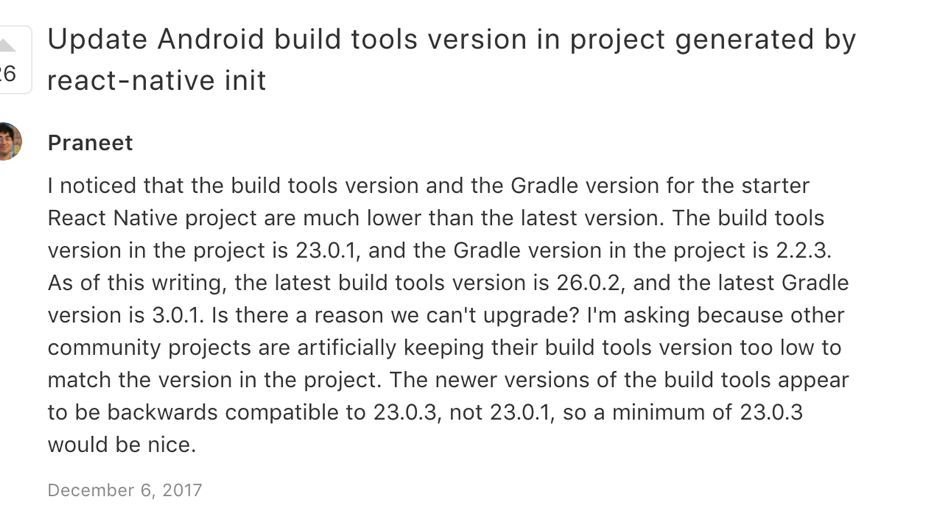 Update Android build tools version in project generated by
react-native init
26
Praneet
I noticed that the build tools version and the Gradle version for the starter
React Native project are much lower than the latest version. The build tools
version in the project is 23.0.1, and the Gradle version in the project is 2.2.3.
As of this writing, the latest build tools version is 26.0.2, and the latest Gradle
version is 3.0.1. Is there a reason we can't upgrade? I'm asking because other
community projects are artificially keeping their build tools version too low to
match the version in the project. The newer versions of the build tools appear
to be backwards compatible to 23.0.3, not 23.0.1, so a minimum of 23.0.3
would be nice.
December 6, 2017